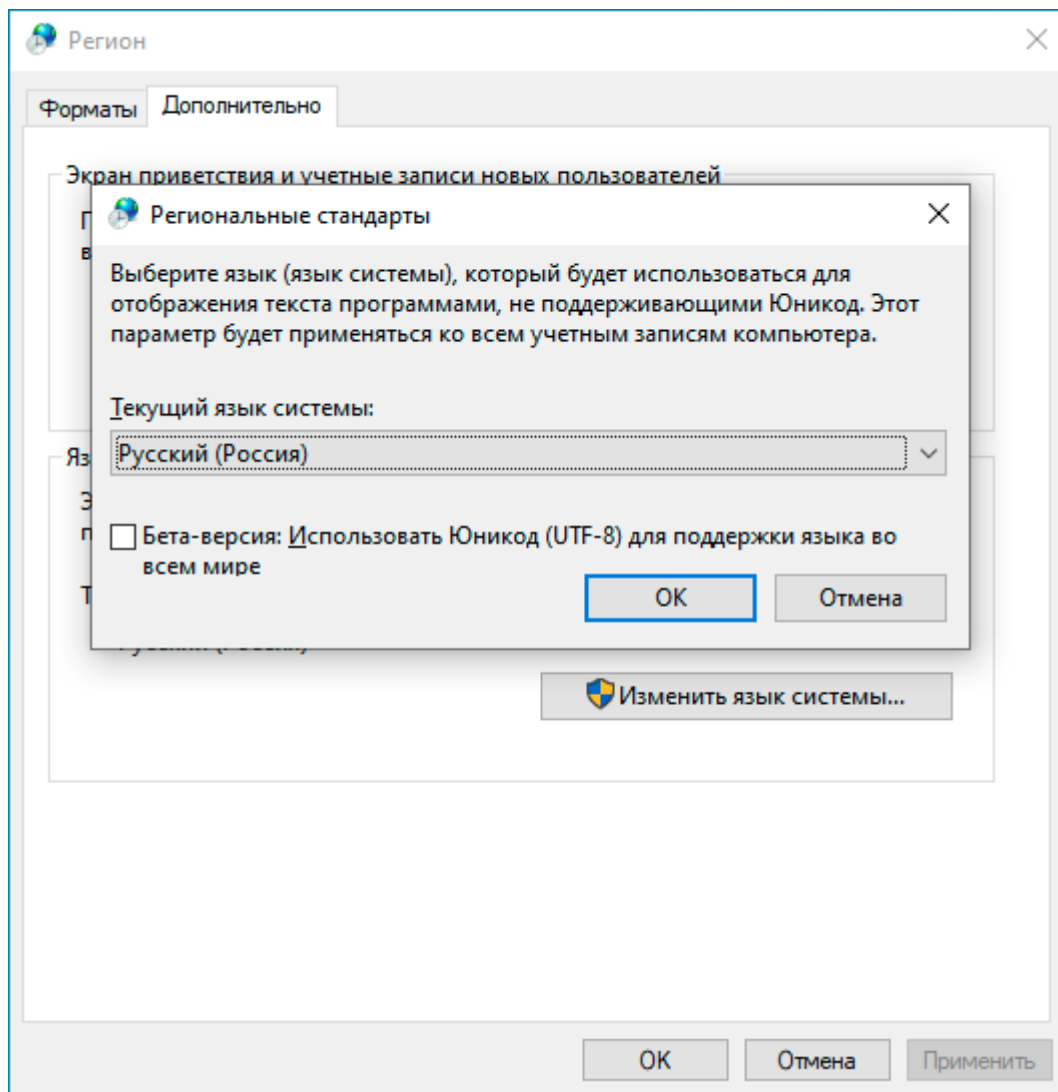 Регион
Форматы
Дополнительно
Экран приветствия и учетные записи новых пользователей
Региональные стандарты
Выберите язык (язык системы), который будет использоваться для
отображения текста программами, не поддерживающими Юникод. Этот
параметр будет применяться ко всем учетным записям компьютера.
Текущий язык системы:
Русский (Россия)
Бета-версия: Использовать Юникод (UTF-8) для поддержки языка во
всем мире
OK
Отмена
Изменить язык системы...
OK
Отмена
Применить